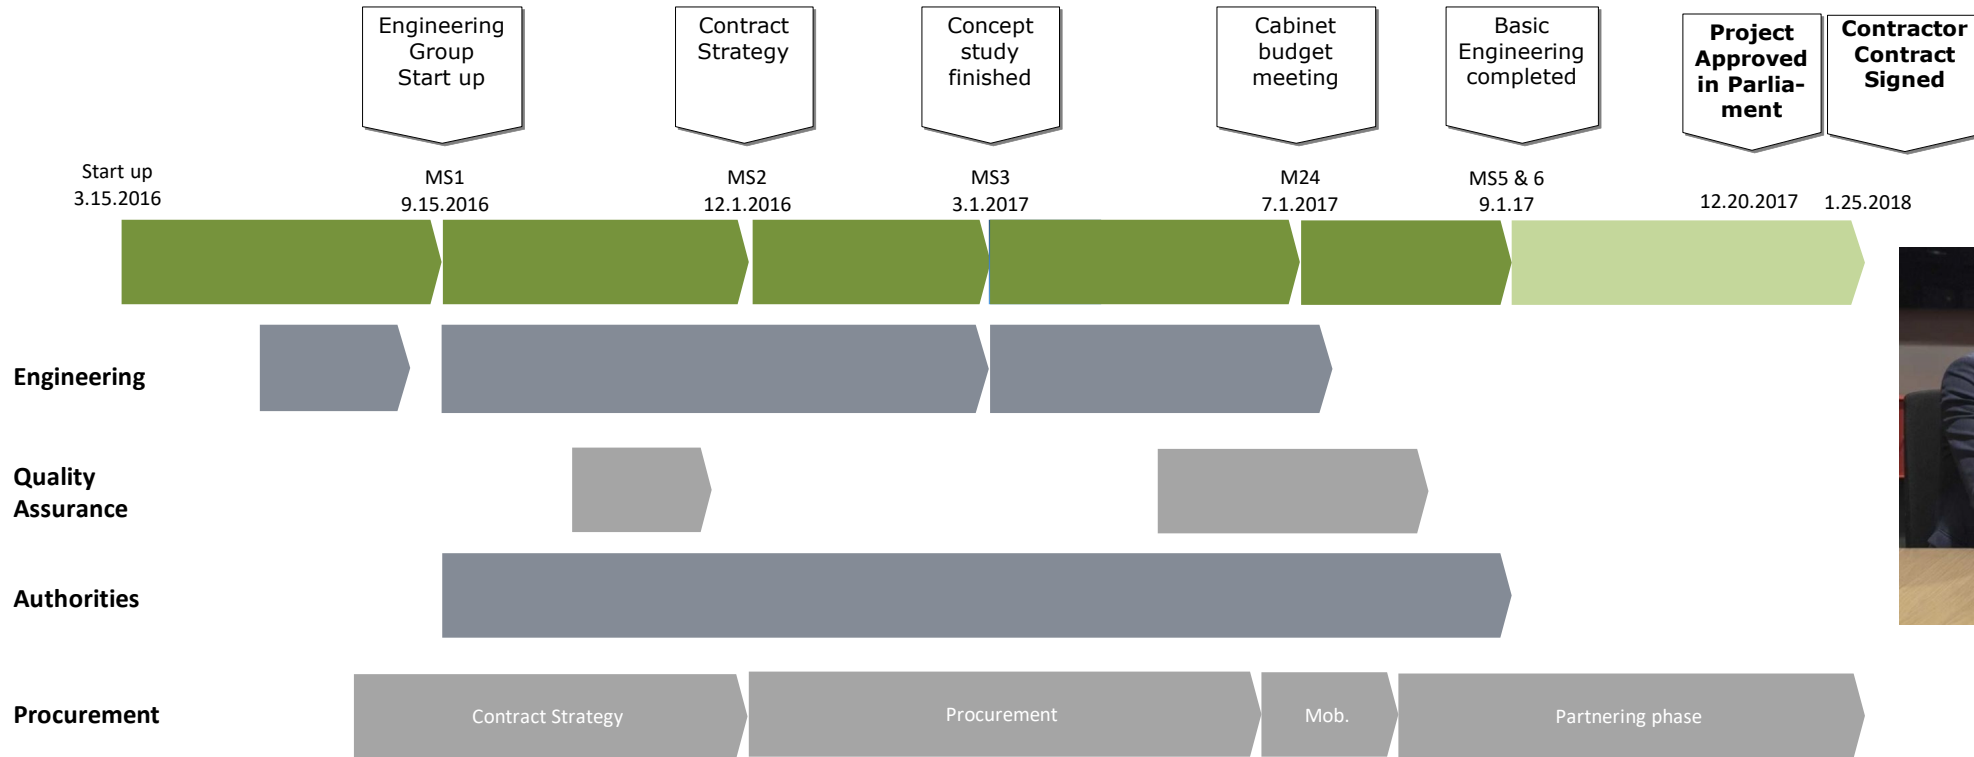 Engineering
Group
Start up
Contract
Strategy
Concept
study
finished
Cabinet
budget
meeting
Basic
Engineering
completed
Project
Approved
in Parlia-
ment
Contractor
Contract
Signed
Start up
3.15.2016
MS1
9.15.2016
MS2
12.1.2016
MS3
3.1.2017
M24
7.1.2017
MS5 & 6
9.1.17
12.20.2017
1.25.2018
Engineering
Quality
Assurance
Authorities
Procurement
Contract Strategy
Procurement
Mob.
Partnering phase